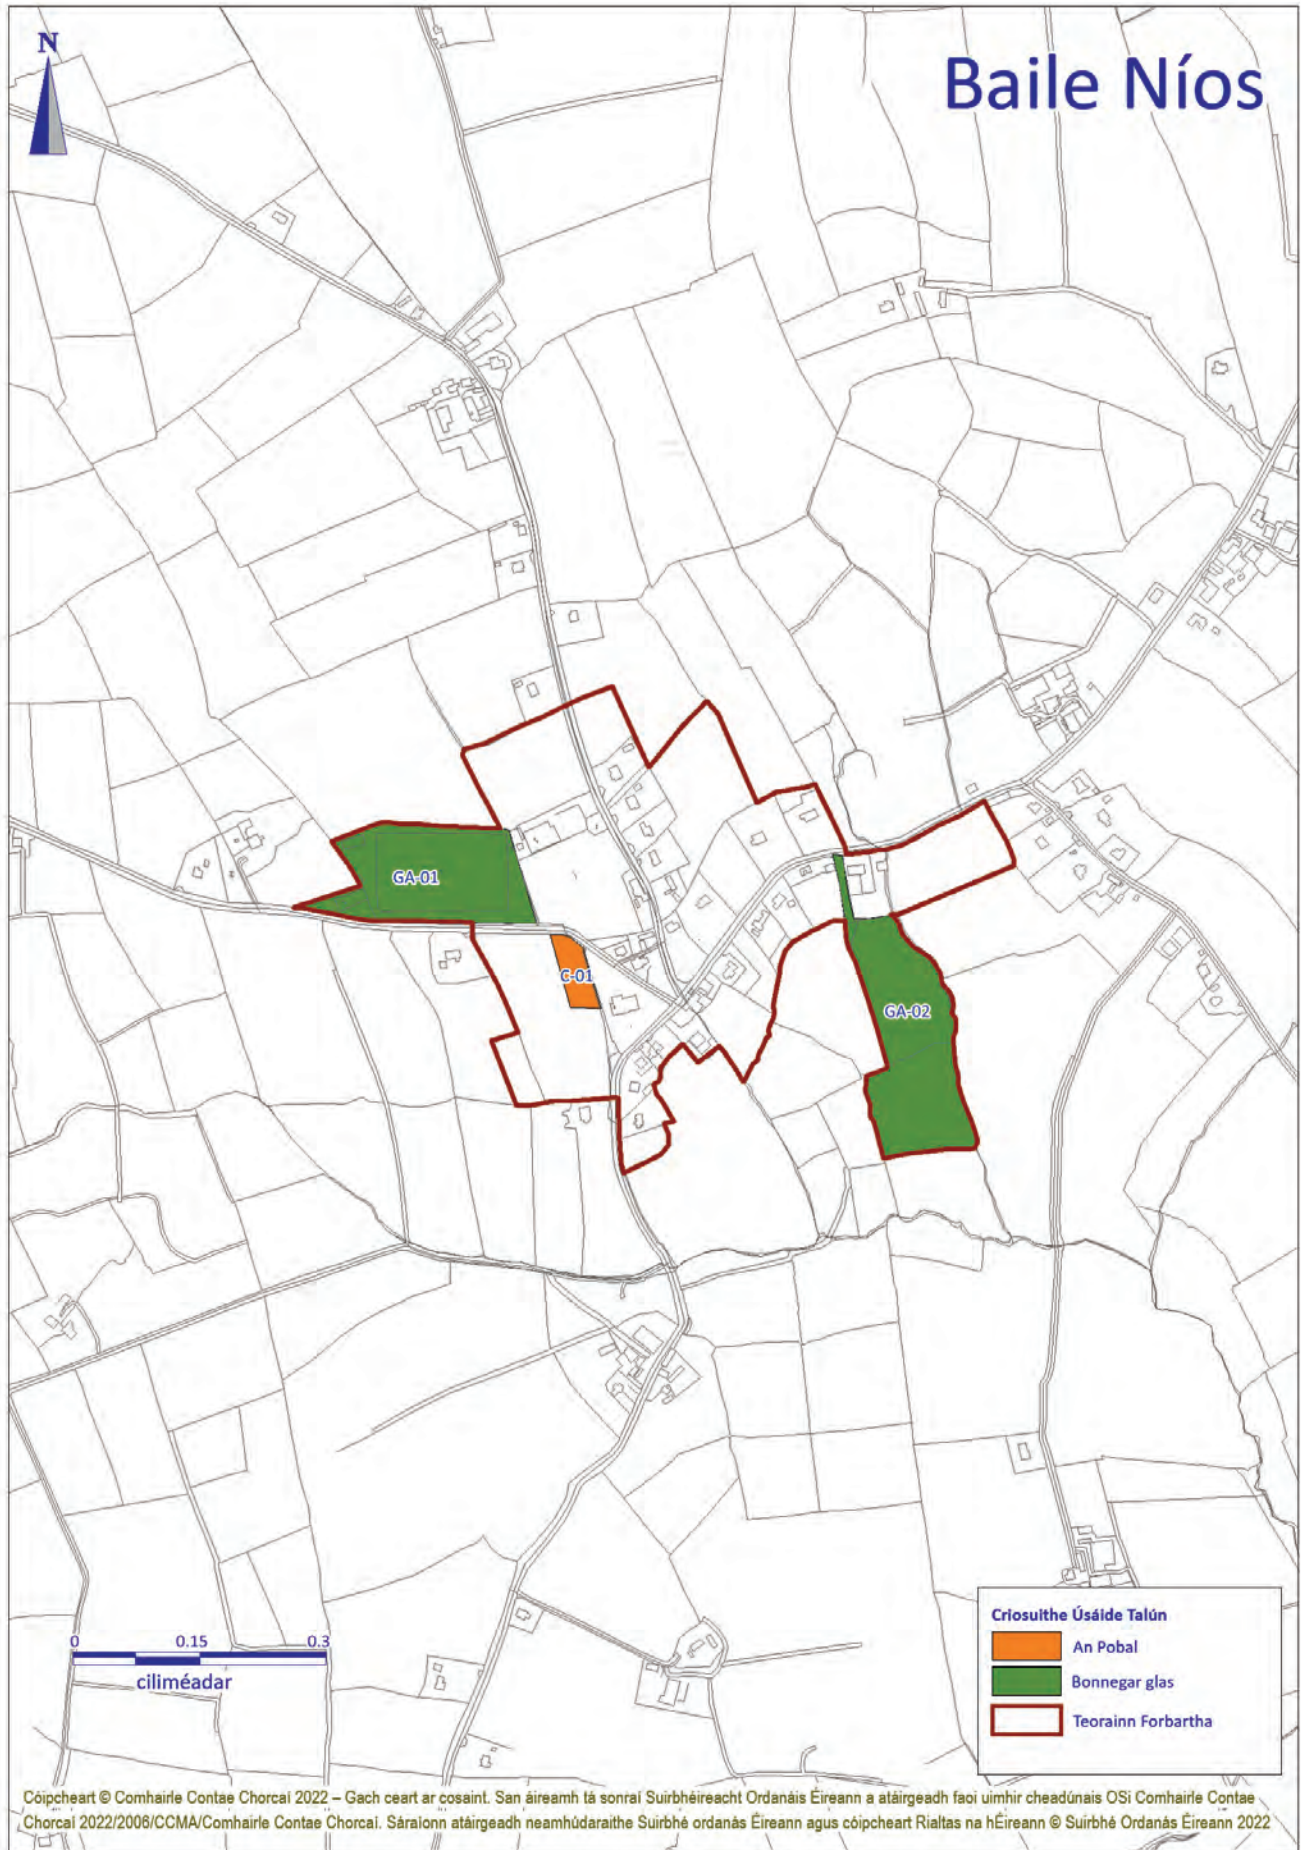 N
Baile Níos
GA-01
C-01
GA-02
0 0.15 0.3
ciliméadar
Criosuithe Úsáide Talún
An Pobal
Bonnegar glas
Teorainn Forbartha
Cóipcheart © Comhairle Contae Chorcaí 2022 – Gach ceart ar cosaint. San áireamh tá sonraí Suirbhéireacht Ordanáis Éireann a atáirgeadh faoi uimhir cheadúnais OSi Comhairle Contae
Chorcaí 2022/2006/CCMA/Comhairle Contae Chorcaí. Sáraíonn atáirgeadh neamhúdaraithe Suirbhé ordanás Éireann agus cóipcheart Rialtas na hÉireann © Suirbhé Ordanás Éireann 2022